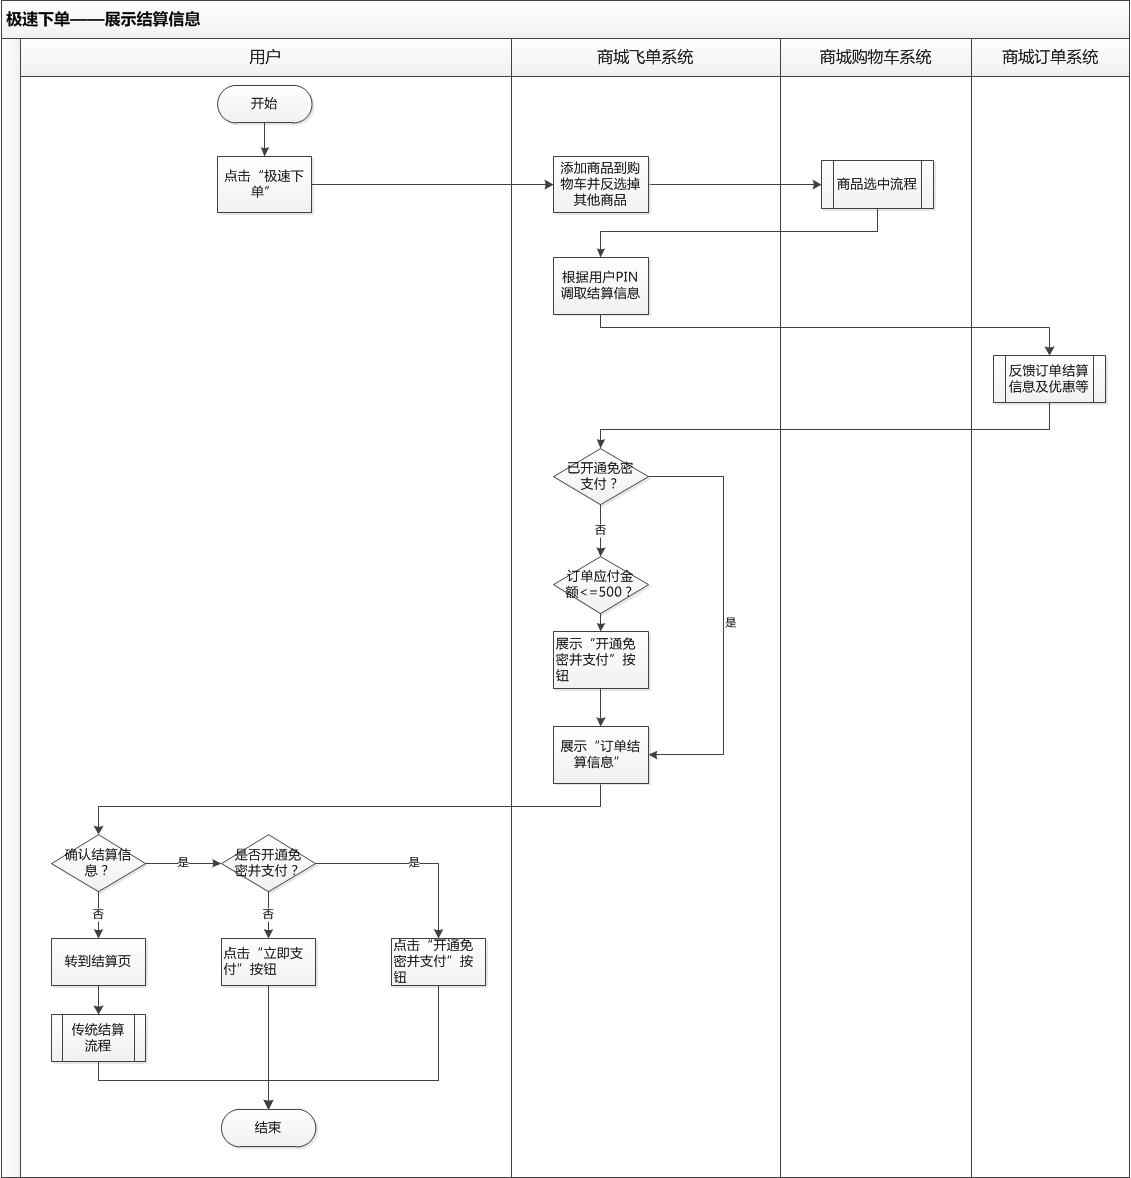 极速下单——展示结算信息
用户
商城飞单系统
商城购物车系统
商城订单系统
开始
点击“极速下
单”
添加商品到购
物车并反选掉
其他商品
商品选中流程
根据用户PIN
调取结算信息
反馈订单结算
信息及优惠等
已开通免密
支付？
否
是
订单应付金
额<=500？
展示“开通免
密并支付”按
钮
展示“订单结
算信息”
确认结算信
息？
是
是否开通免
密并支付？
是
否
否
转到结算页
点击“立即支
付”按钮
点击“开通免
密并支付”按
钮
传统结算
流程
结束